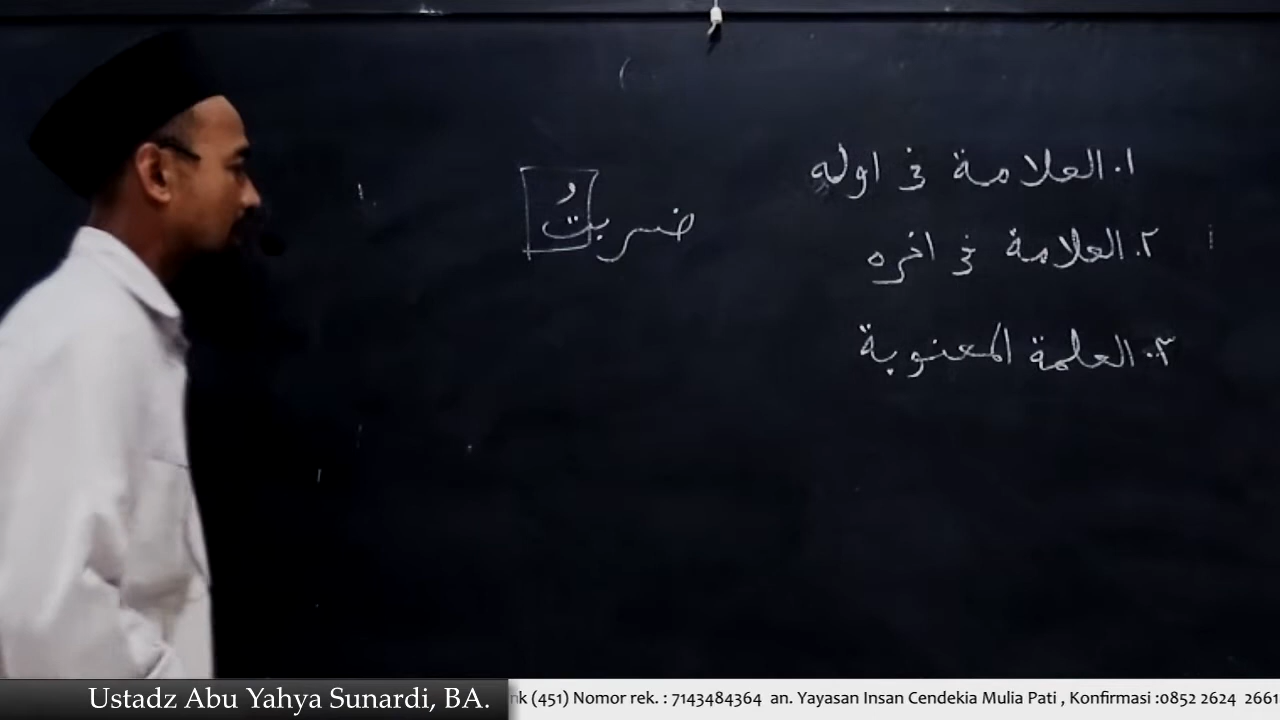 ١. العلامة في اوله
٢. العلامة في اخره
٣. العلمة المعنوية
ضربتُ
Ustadz Abu Yahya Sunardi, BA.
nk (451) Nomor rek. : 7143484364 an. Yayasan Insan Cendekia Mulia Pati , Konfirmasi :0852 2624 2661